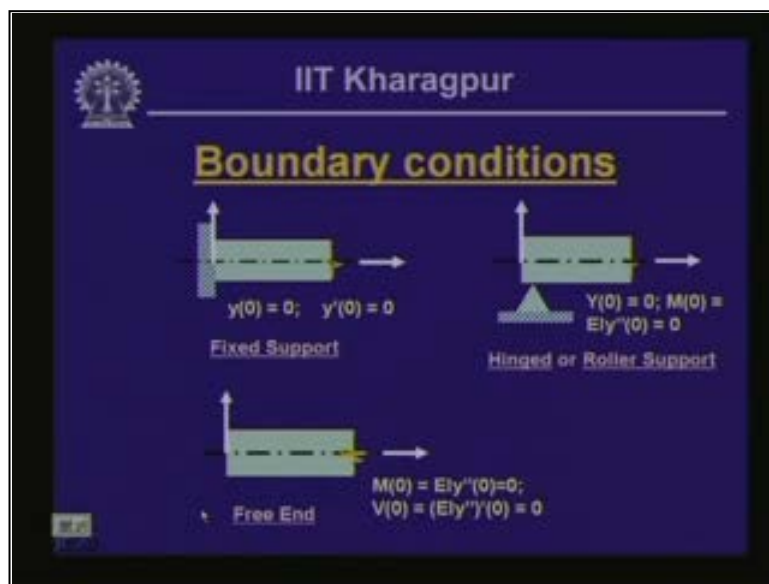 IIT Kharagpur
Boundary conditions
y(0) = 0; y'(0) = 0
Fixed Support
Y(0) = 0; M(0) =
EIy''(0) = 0
Hinged or Roller Support
M(0) = EIy''(0)=0;
V(0) = (EIy'')'(0) = 0
Free End